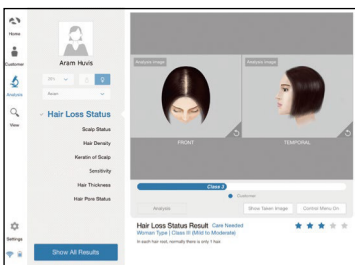 Home
Customer
Analysis
View
Settings
Aram Huvis
Asian
Hair Loss Status
Scalp Status
Hair Density
Keratin of Scalp
Sensitivity
Hair Thickness
Hair Pore Status
Show All Results
Analysis Image
Analysis Image
FRONT
TEMPORAL
Class 3
Customer
Analysis
Show Taken Image
Control Menu On
Hair Loss Status Result Care Needed
Woman Type | Class III (Mild to Moderate)
In each hair root, normally there is only 1 hair.